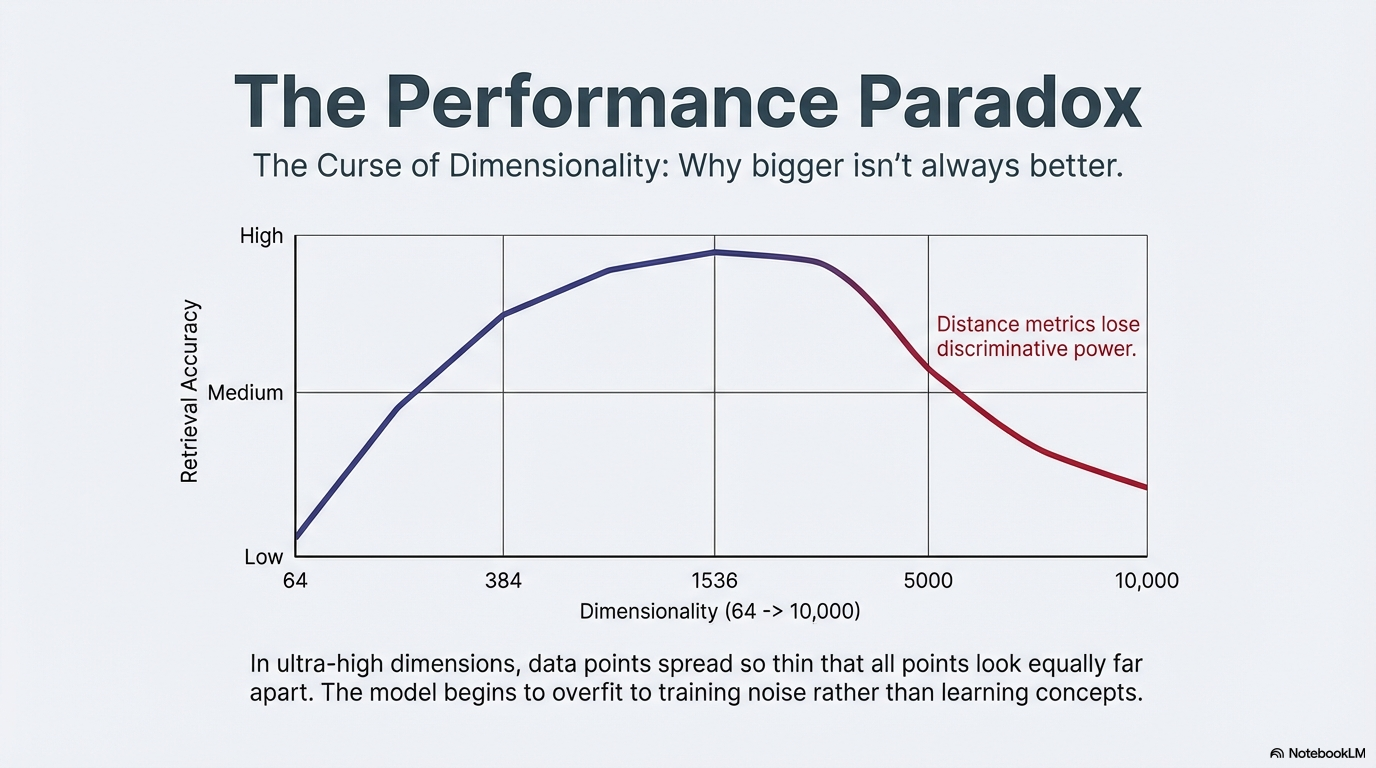 The Performance Paradox
The Curse of Dimensionality: Why bigger isn’t always better.
High
Medium
Low
Retrieval Accuracy
Distance metrics lose
discriminative power.
64
384
1536
5000
10,000
Dimensionality (64 -> 10,000)
In ultra-high dimensions, data points spread so thin that all points look equally far
apart. The model begins to overfit to training noise rather than learning concepts.
NotebookLM